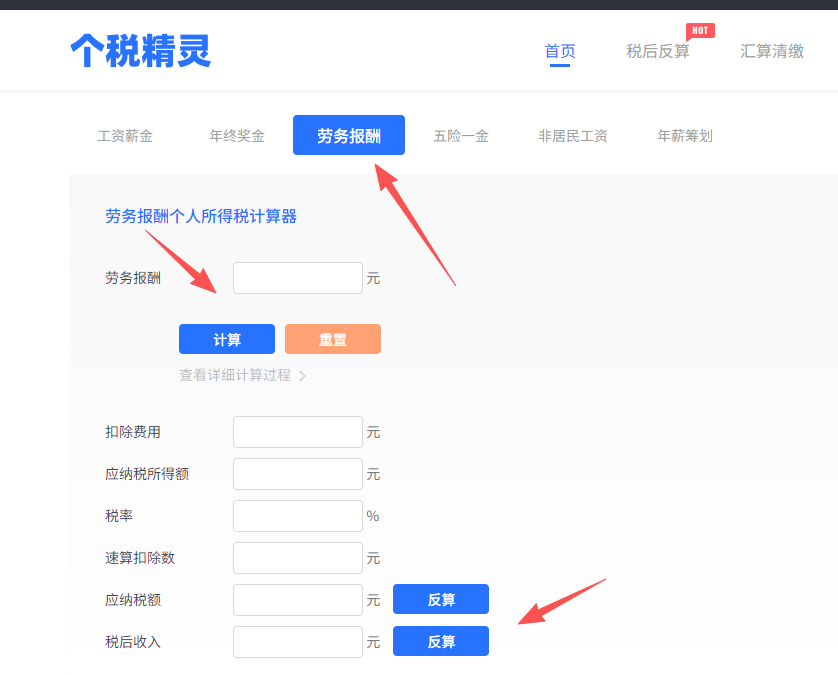 个税精灵
首页 税后反算 HOT 汇算清缴
工资薪金 年终奖金 劳务报酬 五险一金 非居民工资 年薪筹划
劳务报酬个人所得税计算器
劳务报酬 元
计算 重置
查看详细计算过程 >
扣除费用 元
应纳税所得额 元
税率 %
速算扣除数 元
应纳税额 元 反算
税后收入 元 反算